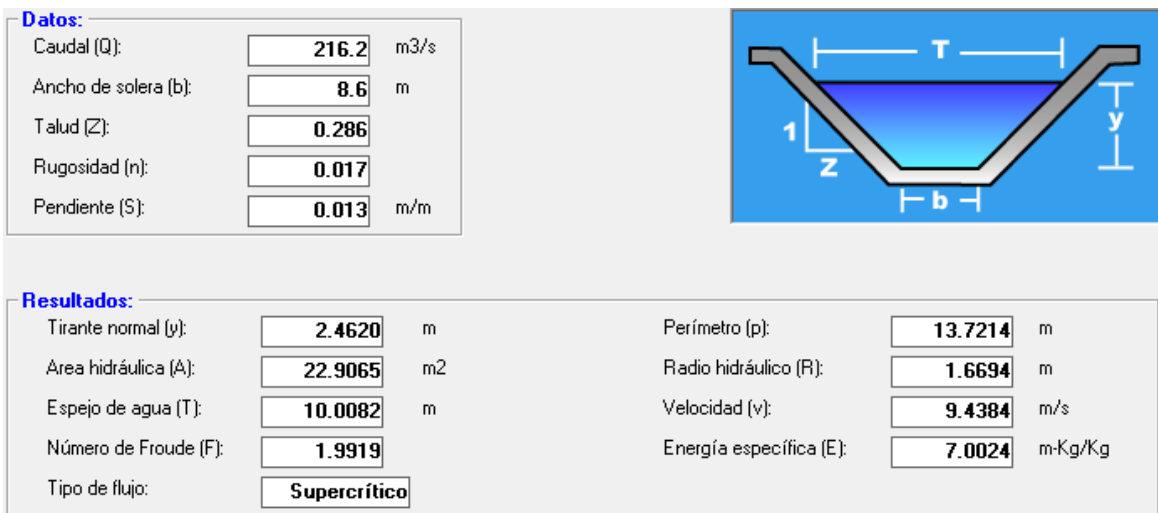 Datos:
Caudal (Q): 216.2 m3/s
Ancho de solera (b): 8.6 m
Talud (Z): 0.286
Rugosidad (n): 0.017
Pendiente (S): 0.013 m/m
T
1
Z
y
b
Resultados:
Tirante normal (y): 2.4620 m
Area hidráulica (A): 22.9065 m2
Espejo de agua (T): 10.0082 m
Número de Froude (F): 1.9919
Tipo de flujo: Supercrítico
Perímetro (p): 13.7214 m
Radio hidráulico (R): 1.6694 m
Velocidad (v): 9.4384 m/s
Energía específica (E): 7.0024 m-Kg/Kg